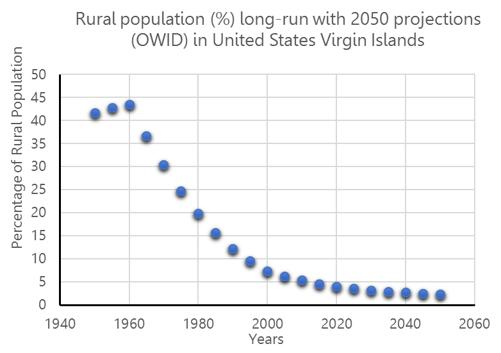 Rural population (%) long-run with 2050 projections
(OWID) in United States Virgin Islands
Percentage of Rural Population
50
45
40
35
30
25
20
15
10
5
0
1940 1960 1980 2000 2020 2040 2060
Years